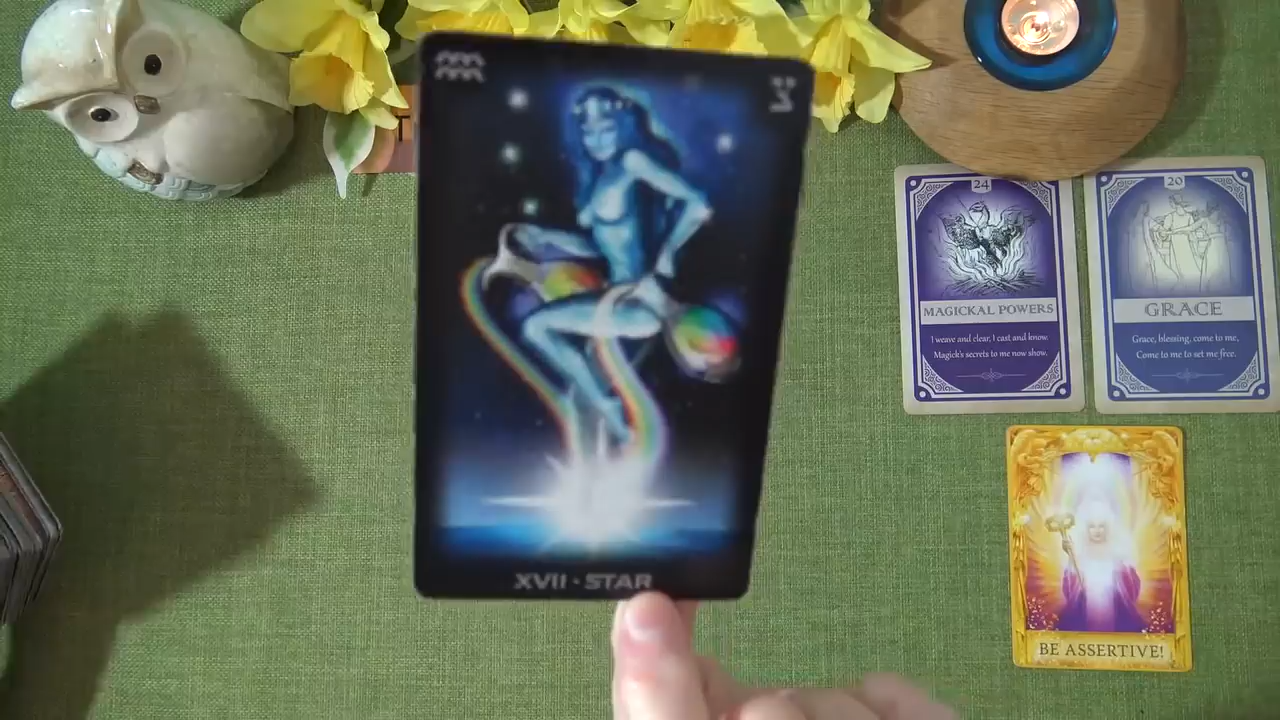 XVII · STAR
24
MAGICKAL POWERS
I weave and clear, I cast and know.
Magick's secrets to me now show.
20
GRACE
Grace, blessing, come to me,
Come to me to set me free.
BE ASSERTIVE!